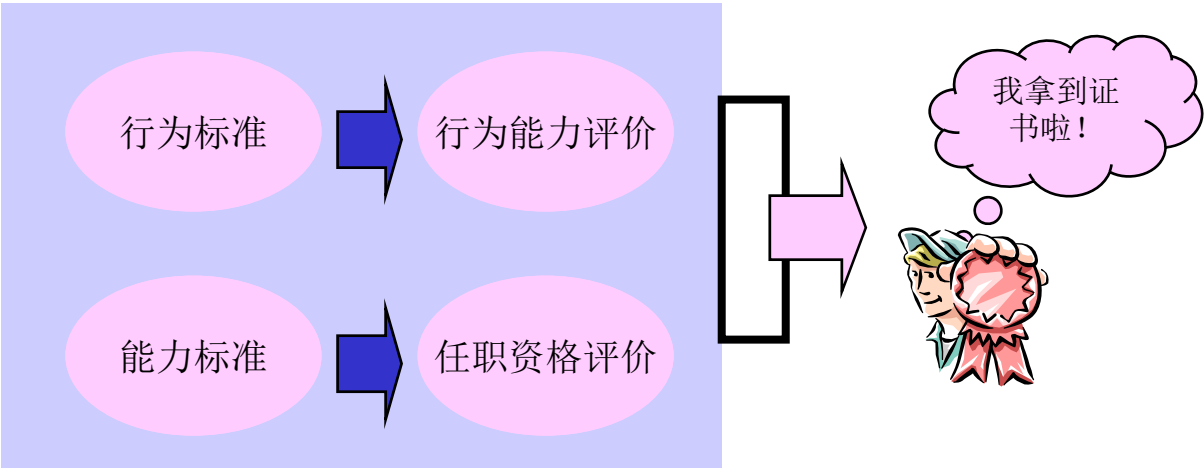 行为标准
行为能力评价
我拿到证
书啦！
能力标准
任职资格评价